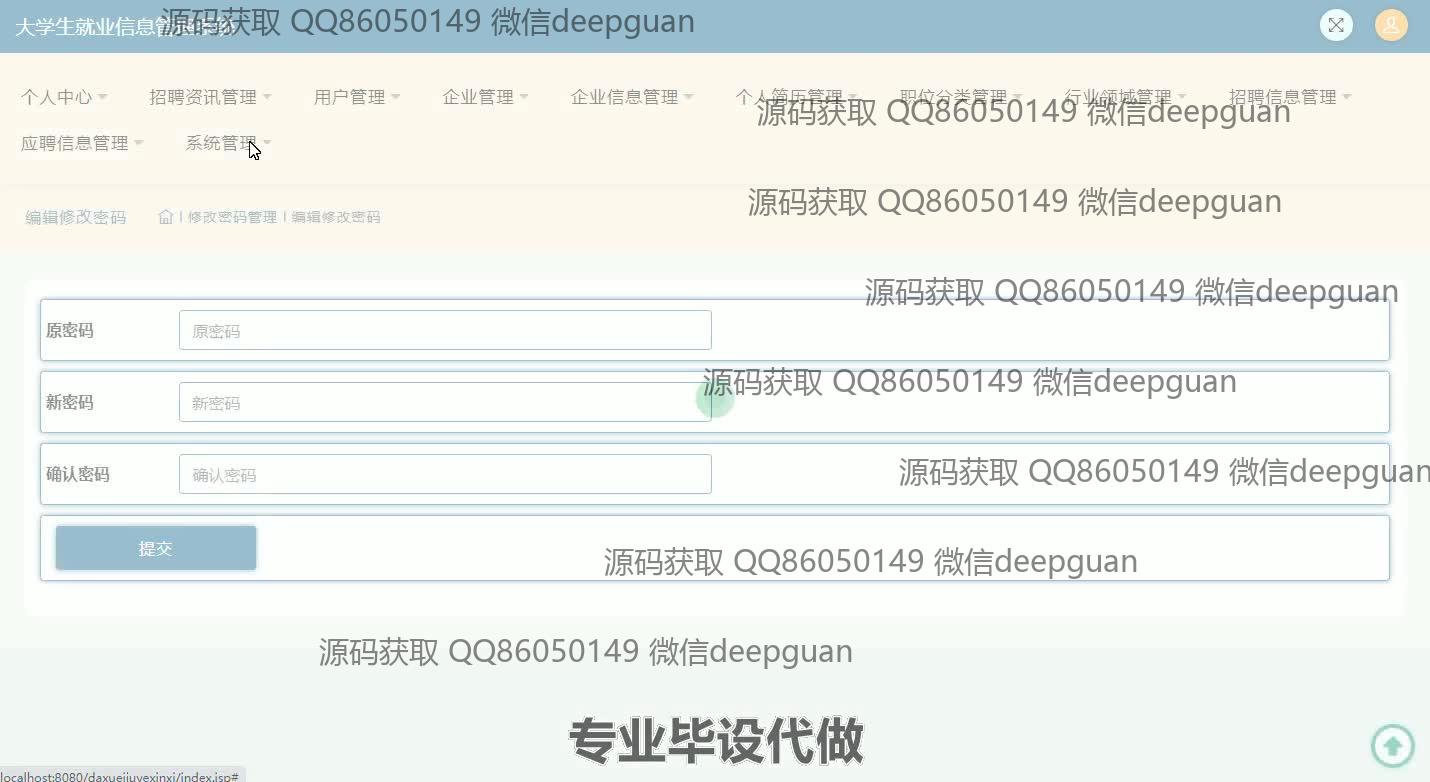 大学生就业信息管理系统
源码获取 QQ86050149 微信deepguan
个人中心 招聘资讯管理 用户管理 企业管理 企业信息管理 个人简历管理 职位分类管理 行业领域管理 招聘信息管理
源码获取 QQ86050149 微信deepguan
应聘信息管理 系统管理
源码获取 QQ86050149 微信deepguan
编辑修改密码 修改密码管理 编辑修改密码
源码获取 QQ86050149 微信deepguan
原密码 原密码
源码获取 QQ86050149 微信deepguan
新密码 新密码
源码获取 QQ86050149 微信deepguan
确认密码 确认密码
提交
源码获取 QQ86050149 微信deepguan
源码获取 QQ86050149 微信deepguan
专业毕设代做
localhost:8080/daxuejiuyexinxi/index.jsp#